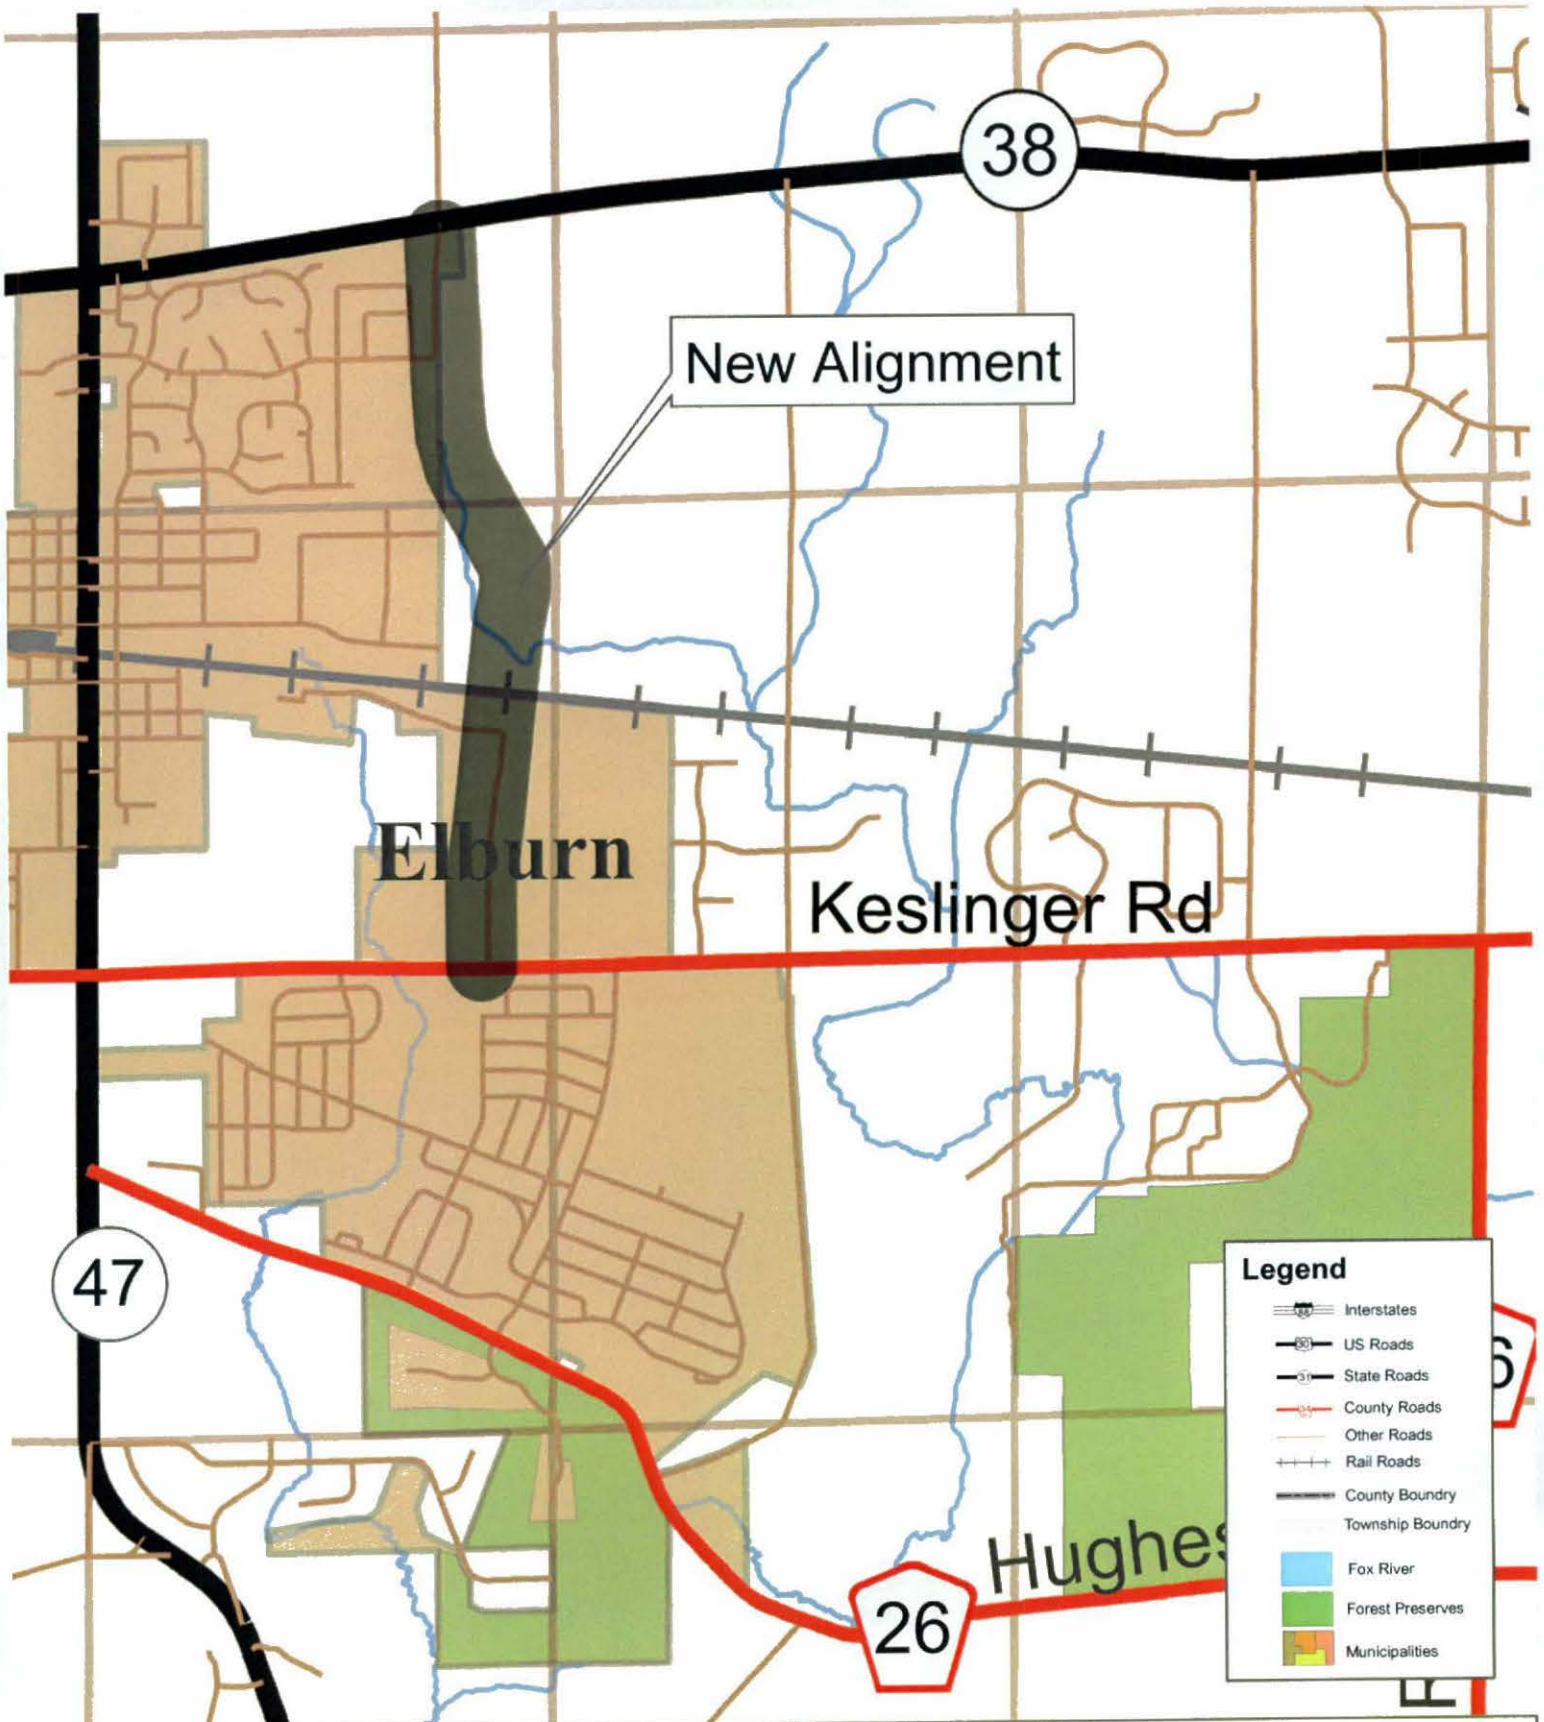 38
New Alignment
Elburn
Keslinger Rd
47
Legend
Interstates
US Roads
State Roads
County Roads
Other Roads
Rail Roads
County Boundry
Township Boundry
Fox River
Forest Preserves
Municipalities
6
Hughes
26
R